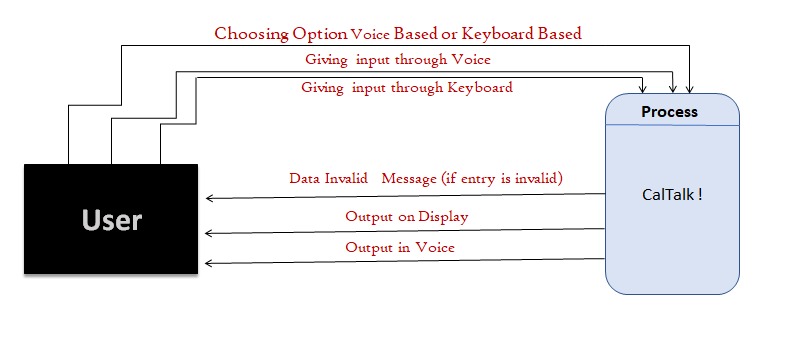 Choosing Option Voice Based or Keyboard Based
Giving input through Voice
Giving input through Keyboard
Process
Data Invalid Message (if entry is invalid)
CalTalk !
User
Output on Display
Output in Voice